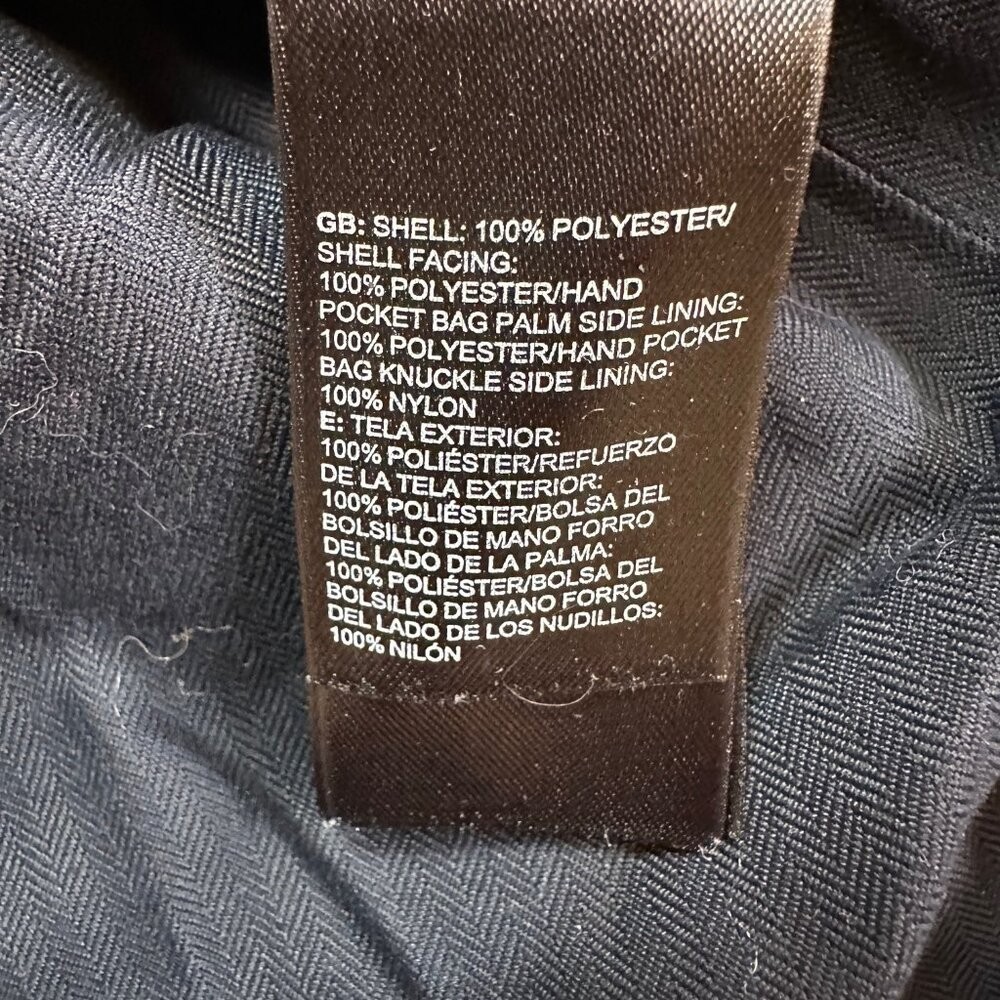 GB: SHELL: 100% POLYESTER/
SHELL FACING:
100% POLYESTER/HAND
POCKET BAG PALM SIDE LINING:
100% POLYESTER/HAND POCKET
BAG KNUCKLE SIDE LINING:
100% NYLON
E: TELA EXTERIOR:
100% POLIÉSTER/REFUERZO
DE LA TELA EXTERIOR:
100% POLIÉSTER/BOLSA DEL
BOLSILLO DE MANO FORRO
DEL LADO DE LA PALMA:
100% POLIÉSTER/BOLSA DEL
BOLSILLO DE MANO FORRO
DEL LADO DE LOS NUDILLOS:
100% NILÓN